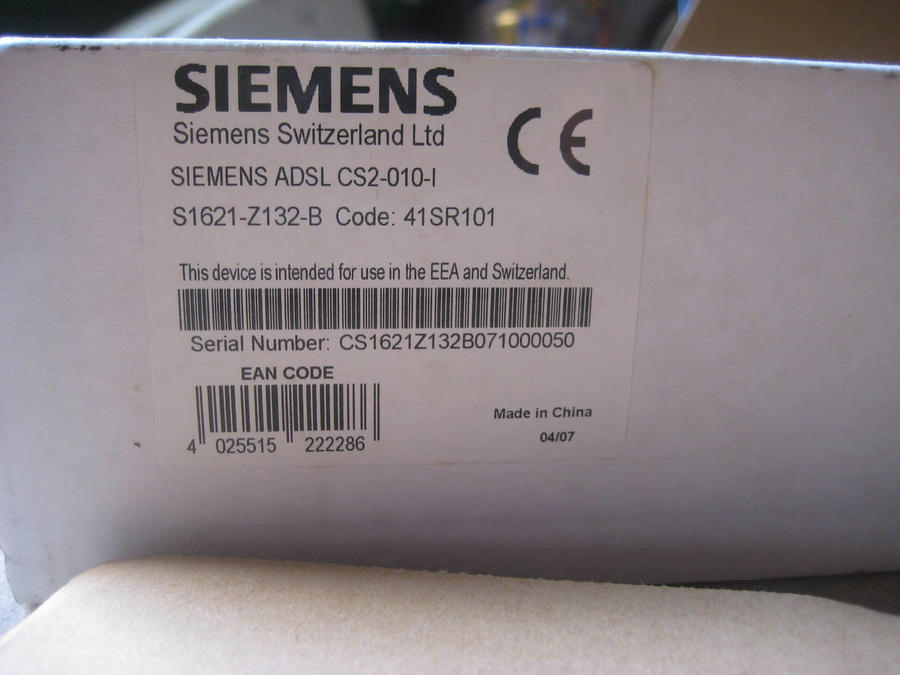 SIEMENS
Siemens Switzerland Ltd
CE
SIEMENS ADSL CS2-010-I
S1621-Z132-B Code: 41SR101
This device is intended for use in the EEA and Switzerland.
Serial Number: CS1621Z132B071000050
EAN CODE
4 025515 222286
Made in China
04/07